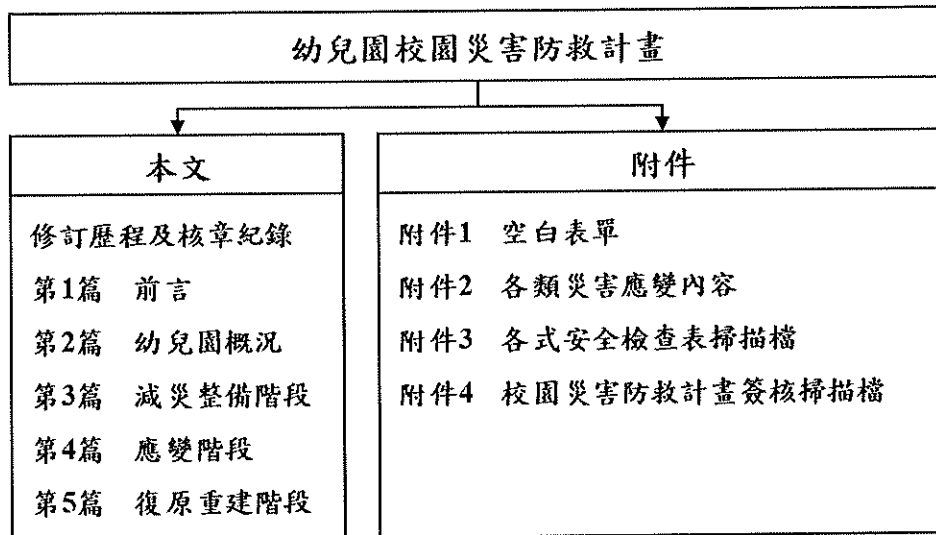 幼兒園校園災害防救計畫
本文
修訂歷程及核章紀錄
第1篇 前言
第2篇 幼兒園概況
第3篇 減災整備階段
第4篇 應變階段
第5篇 復原重建階段
附件
附件1 空白表單
附件2 各類災害應變內容
附件3 各式安全檢查表掃描檔
附件4 校園災害防救計畫簽核掃描檔